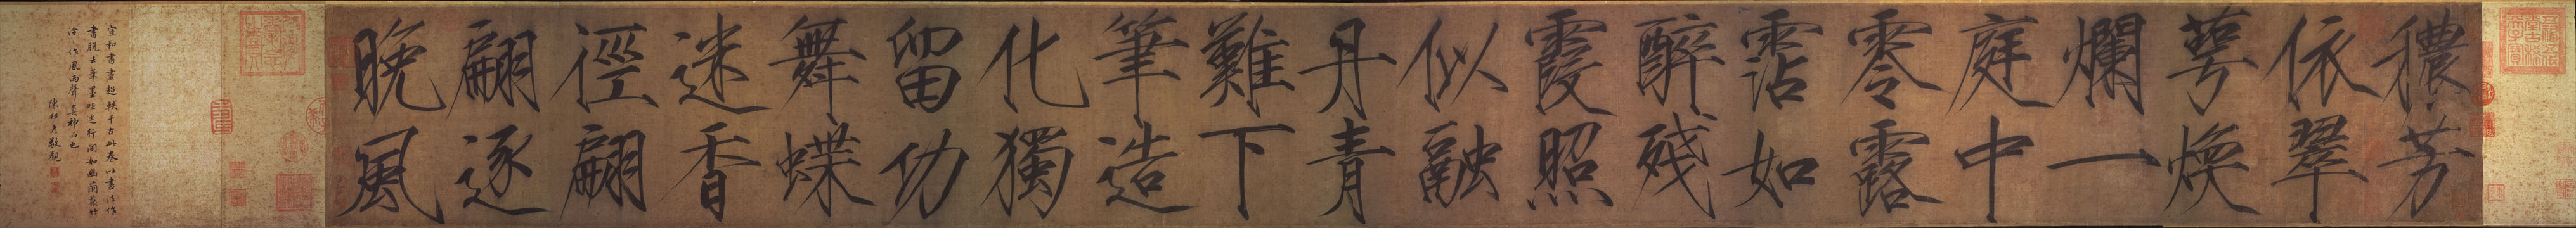 穠芳
依翠
萼煥
爛一
庭中
零露
霑如
醉殘
霞照
似融
丹青
難下
筆造
化獨
留功
舞蝶
迷香
徑翩
翩逐
晚風
宣和書畫超軼千古此卷以畫法作
書脫去筆墨畦逕行間如幽蘭叢竹
泠泠作風雨聲真神品也
陳邦彥敬觀